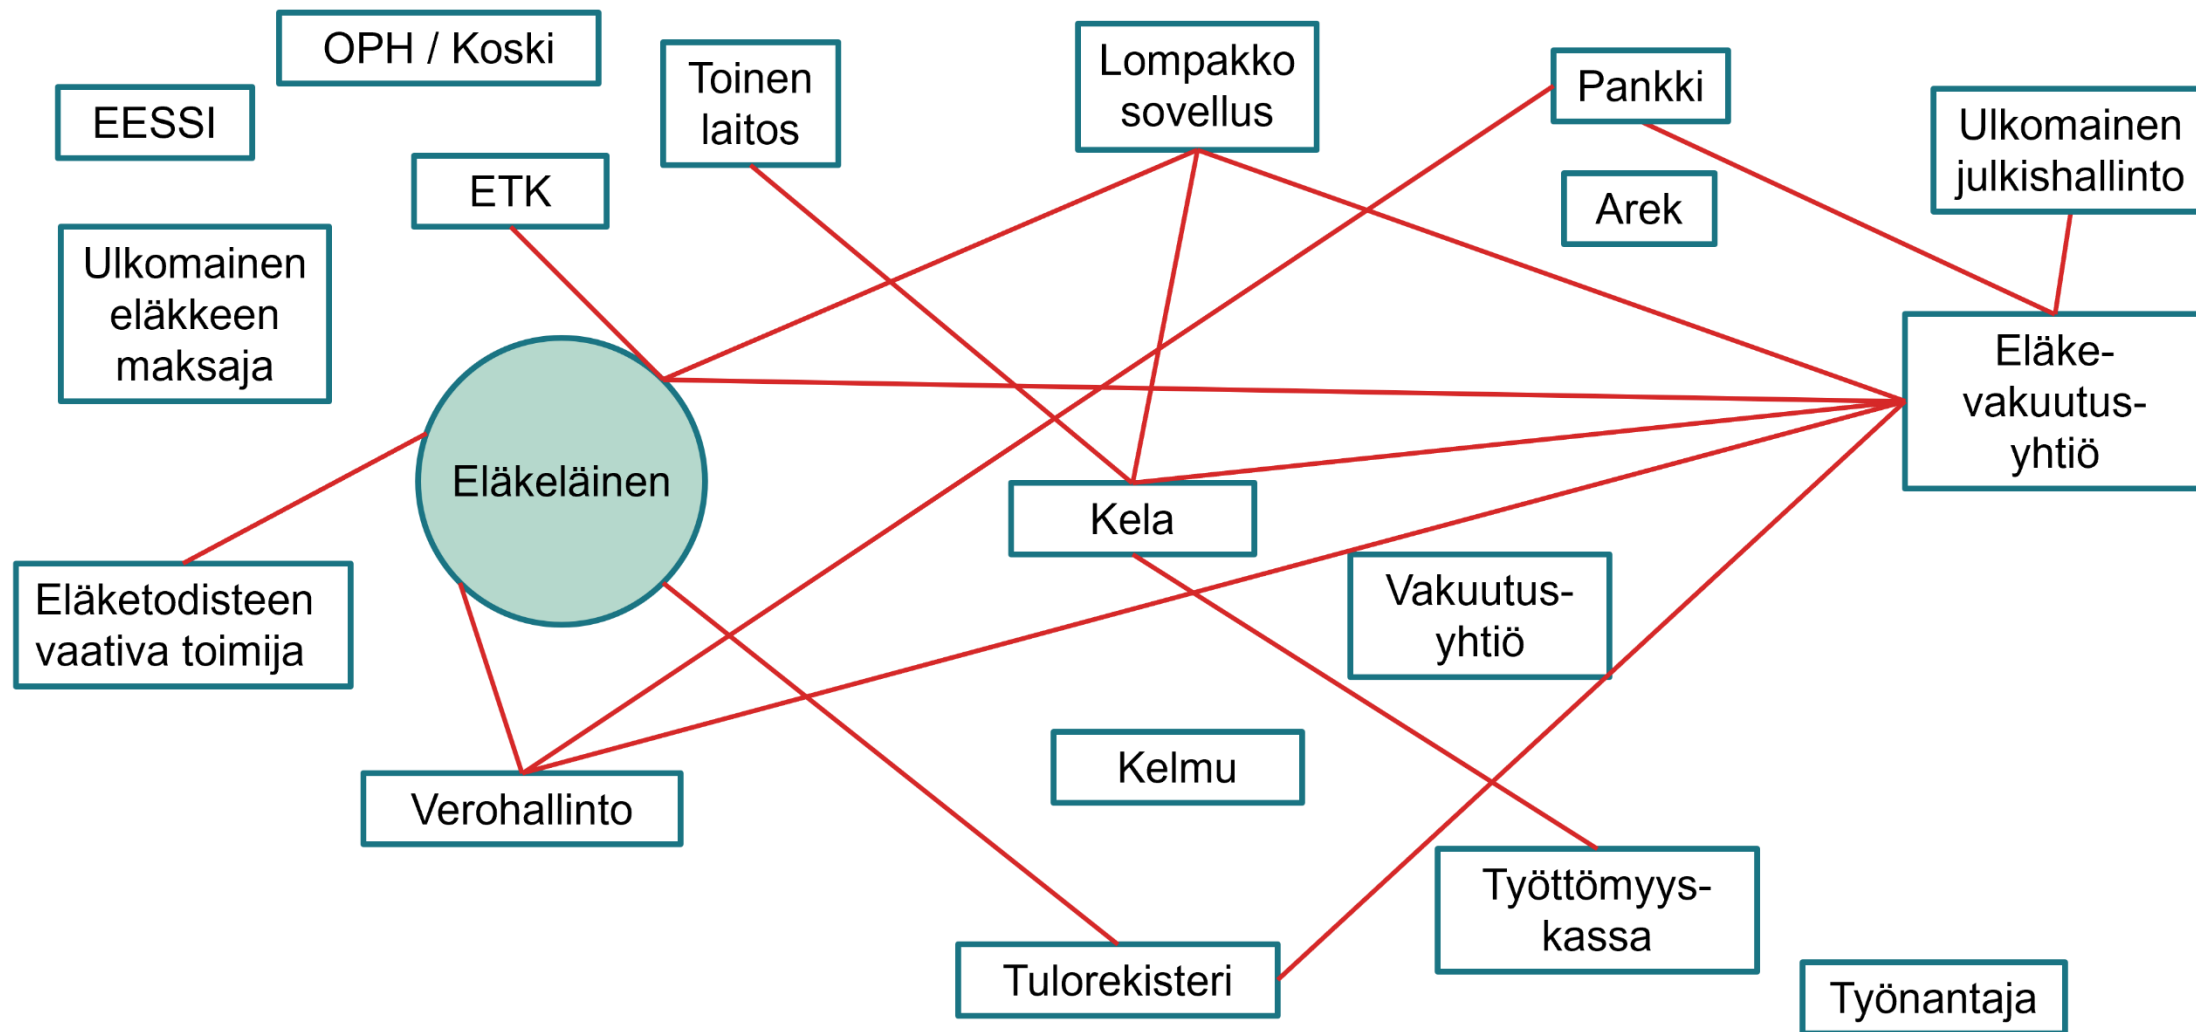 OPH / Koski
EESSI
Toinen
laitos
Lompakko
sovellus
Pankki
Ulkomainen
julkishallinto
ETK
Arek
Ulkomainen
eläkkeen
maksaja
Eläke-
vakuutus-
yhtiö
Eläkeläinen
Kela
Eläketodisteen
vaativa toimija
Vakuutus-
yhtiö
Verohallinto
Kelmu
Työttömyys-
kassa
Tulorekisteri
Työnantaja